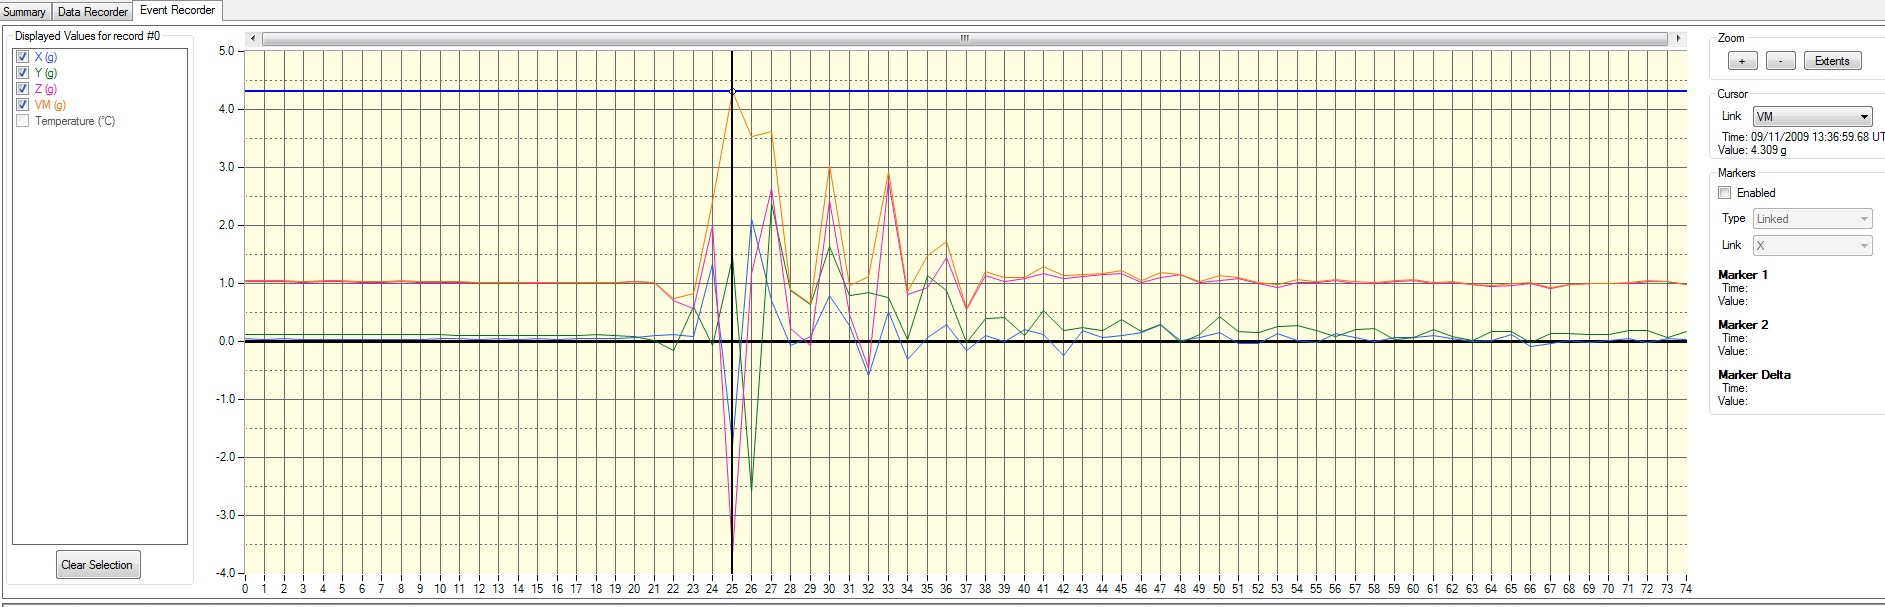 Summary Data Recorder Event Recorder
Displayed Values for record #0
X (g)
Y (g)
Z (g)
VM (g)
Temperature (°C)
Clear Selection
5.0
4.0
3.0
2.0
1.0
0.0
-1.0
-2.0
-3.0
-4.0
0 1 2 3 4 5 6 7 8 9 10 11 12 13 14 15 16 17 18 19 20 21 22 23 24 25 26 27 28 29 30 31 32 33 34 35 36 37 38 39 40 41 42 43 44 45 46 47 48 49 50 51 52 53 54 55 56 57 58 59 60 61 62 63 64 65 66 67 68 69 70 71 72 73 74
Zoom
+ - Extents
Cursor
Link VM
Time: 09/11/2009 13:36:59.68 UT
Value: 4.309 g
Markers
Enabled
Type Linked
Link X
Marker 1
Time:
Value:
Marker 2
Time:
Value:
Marker Delta
Time:
Value: